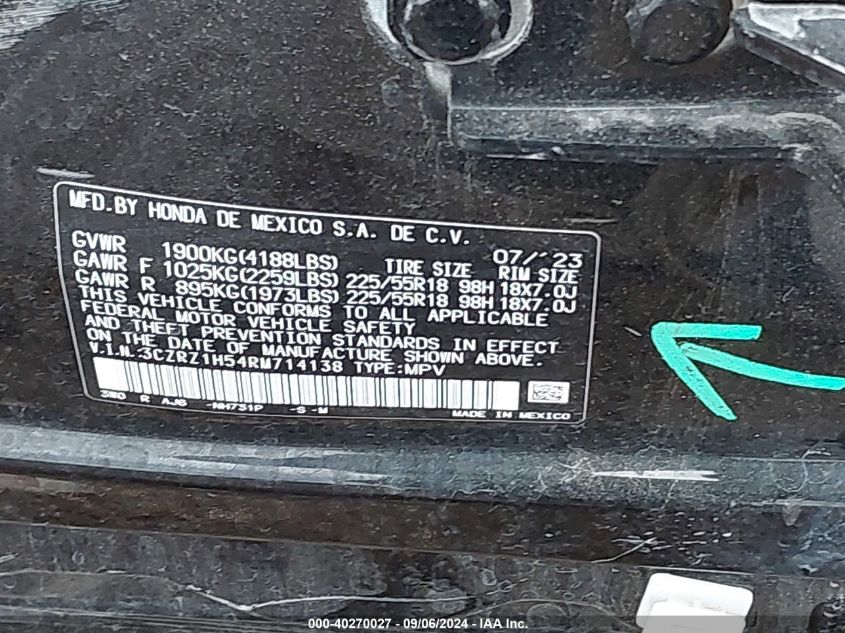 MFD.BY HONDA DE MEXICO S.A. DE C.V. 07/'23
GVWR 1900KG(4188LBS) TIRE SIZE RIM SIZE
GAWR F 1025KG(2259LBS) 225/55R18 98H 18X7.0J
GAWR R 895KG(1973LBS) 225/55R18 98H 18X7.0J
THIS VEHICLE CONFORMS TO ALL APPLICABLE
FEDERAL MOTOR VEHICLE SAFETY
AND THEFT PREVENTION STANDARDS IN EFFECT
ON THE DATE OF MANUFACTURE SHOWN ABOVE.
V.I.N.:3CZRZ1H54RM714138 TYPE:MPV
3W0 R AJ6 -NH731P -S -W MADE IN MEXICO
000-40270027 - 09/06/2024 - IAA Inc.